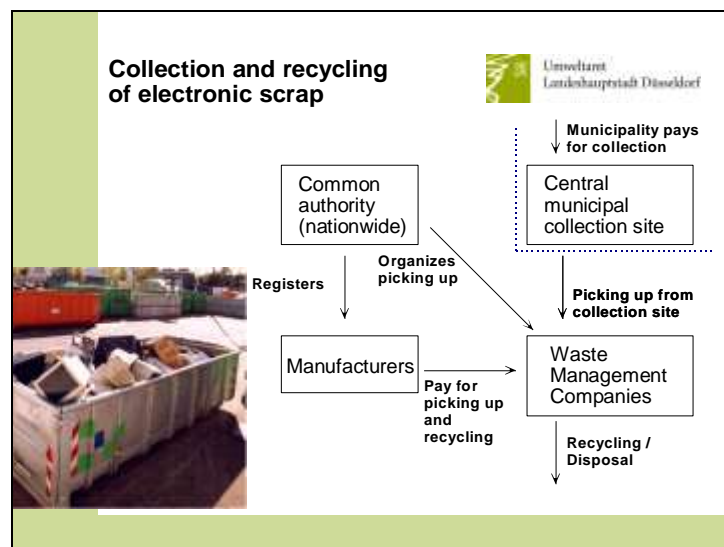 Collection and recycling
of electronic scrap
Umweltamt
Landeshauptstadt Düsseldorf
Municipality pays
for collection
Common
authority
(nationwide)
Central
municipal
collection site
Registers
Organizes
picking up
Picking up from
collection site
Manufacturers
Pay for
picking up
and
recycling
Waste
Management
Companies
Recycling /
Disposal